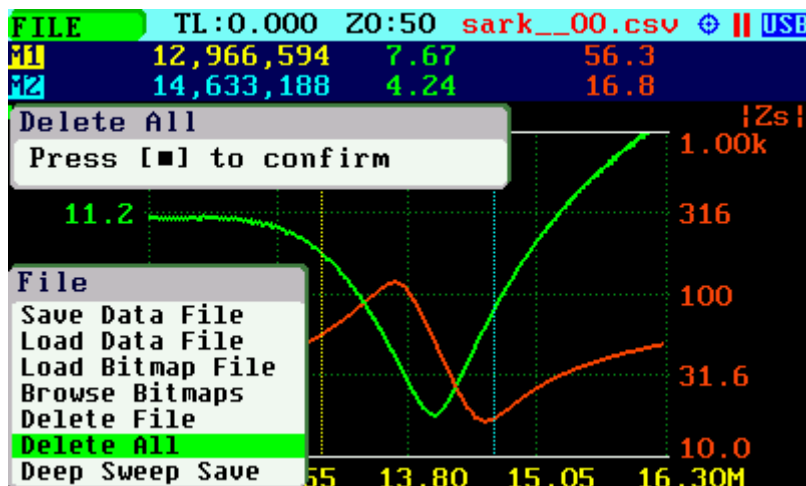 FILE TL:0.000 Z0:50 sark__00.csv USB
M1 12,966,594 7.67 56.3
M2 14,633,188 4.24 16.8
Delete All
|Zs|
Press [■] to confirm
1.00k
11.2
316
File
Save Data File
100
Load Data File
Load Bitmap File
Browse Bitmaps
31.6
Delete File
Delete All
10.0
Deep Sweep Save
55 13.80 15.05 16.30M